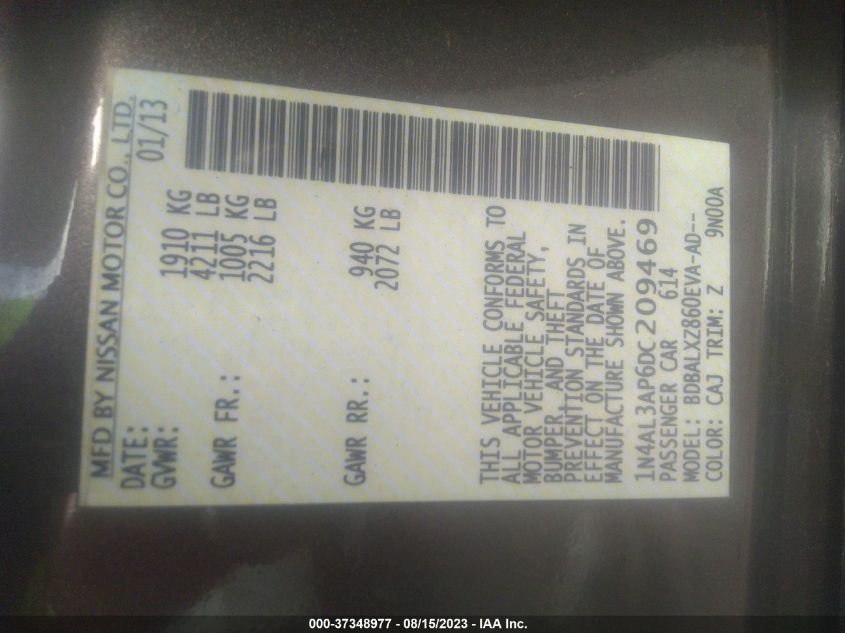 MFD BY NISSAN MOTOR CO., LTD.
DATE: 01/13
GVWR: 1910 KG
4211 LB
GAWR FR.: 1005 KG
2216 LB
GAWR RR.: 940 KG
2072 LB
THIS VEHICLE CONFORMS TO
ALL APPLICABLE FEDERAL
MOTOR VEHICLE SAFETY,
BUMPER, AND THEFT
PREVENTION STANDARDS IN
EFFECT ON THE DATE OF
MANUFACTURE SHOWN ABOVE.
1N4AL3AP6DC209469
PASSENGER CAR 614
MODEL: BDBALXZ860EVA-AD--
COLOR: CAJ TRIM: Z 9N00A
000-37348977 - 08/15/2023 - IAA Inc.